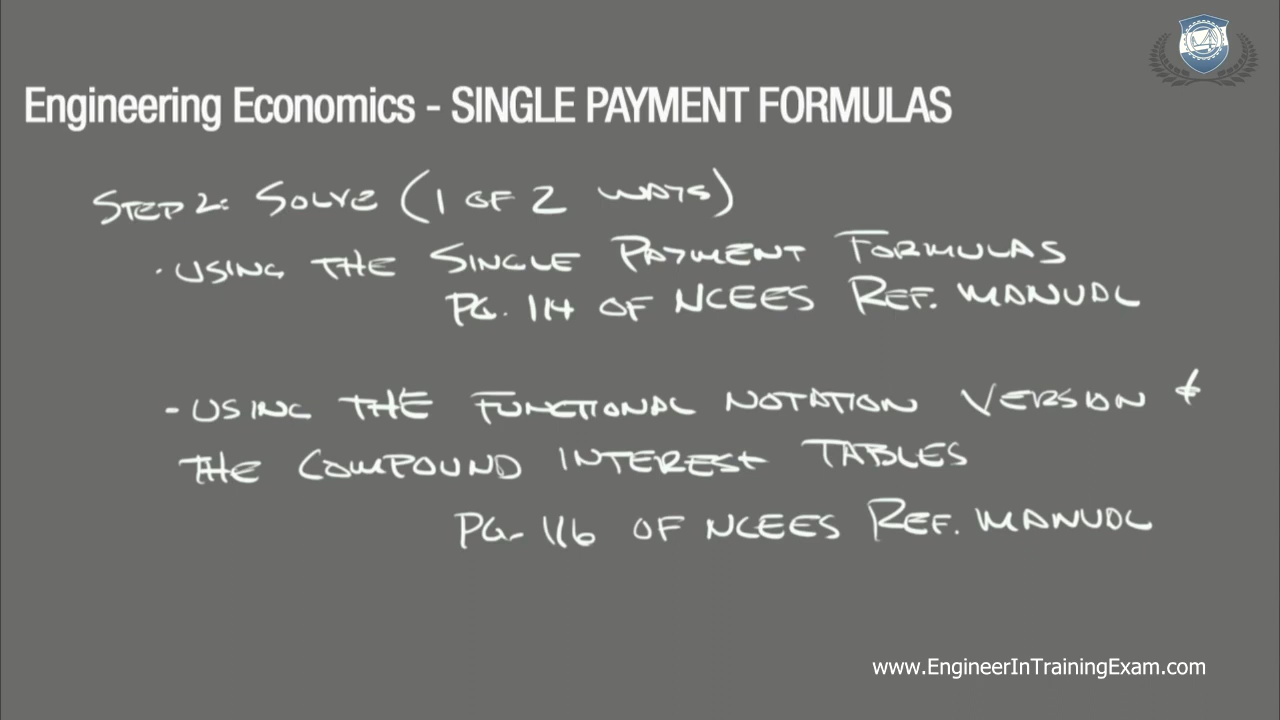 Engineering Economics - SINGLE PAYMENT FORMULAS
STEP 2: SOLVE (1 OF 2 WAYS)
· USING THE SINGLE PAYMENT FORMULAS
PG. 114 OF NCEES REF. MANUAL
- USING THE FUNCTIONAL NOTATION VERSION &
THE COMPOUND INTEREST TABLES
PG. 116 OF NCEES REF. MANUAL
www.EngineerInTrainingExam.com